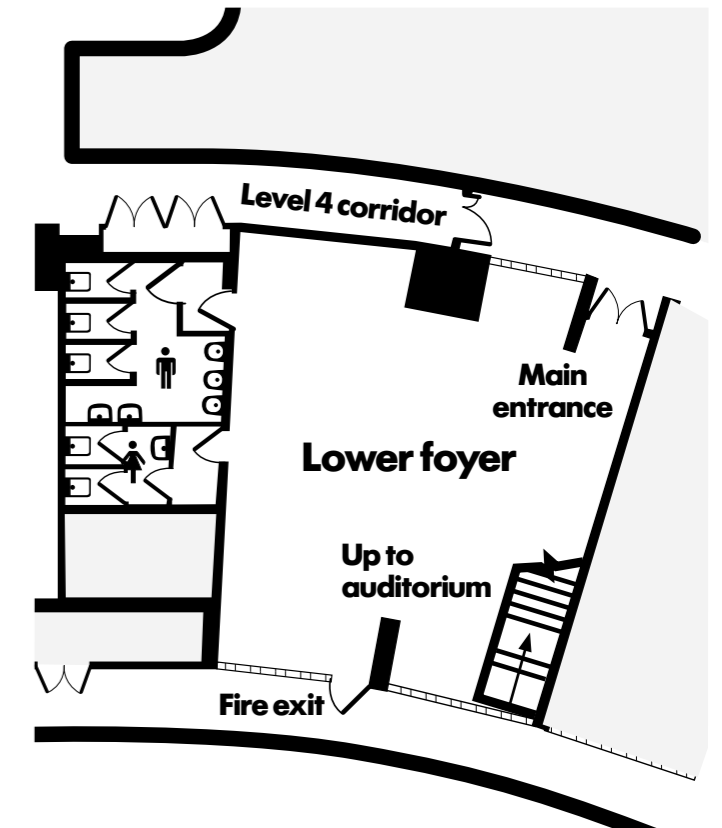 Level 4 corridor
Main
entrance
Lower foyer
Up to
auditorium
Fire exit